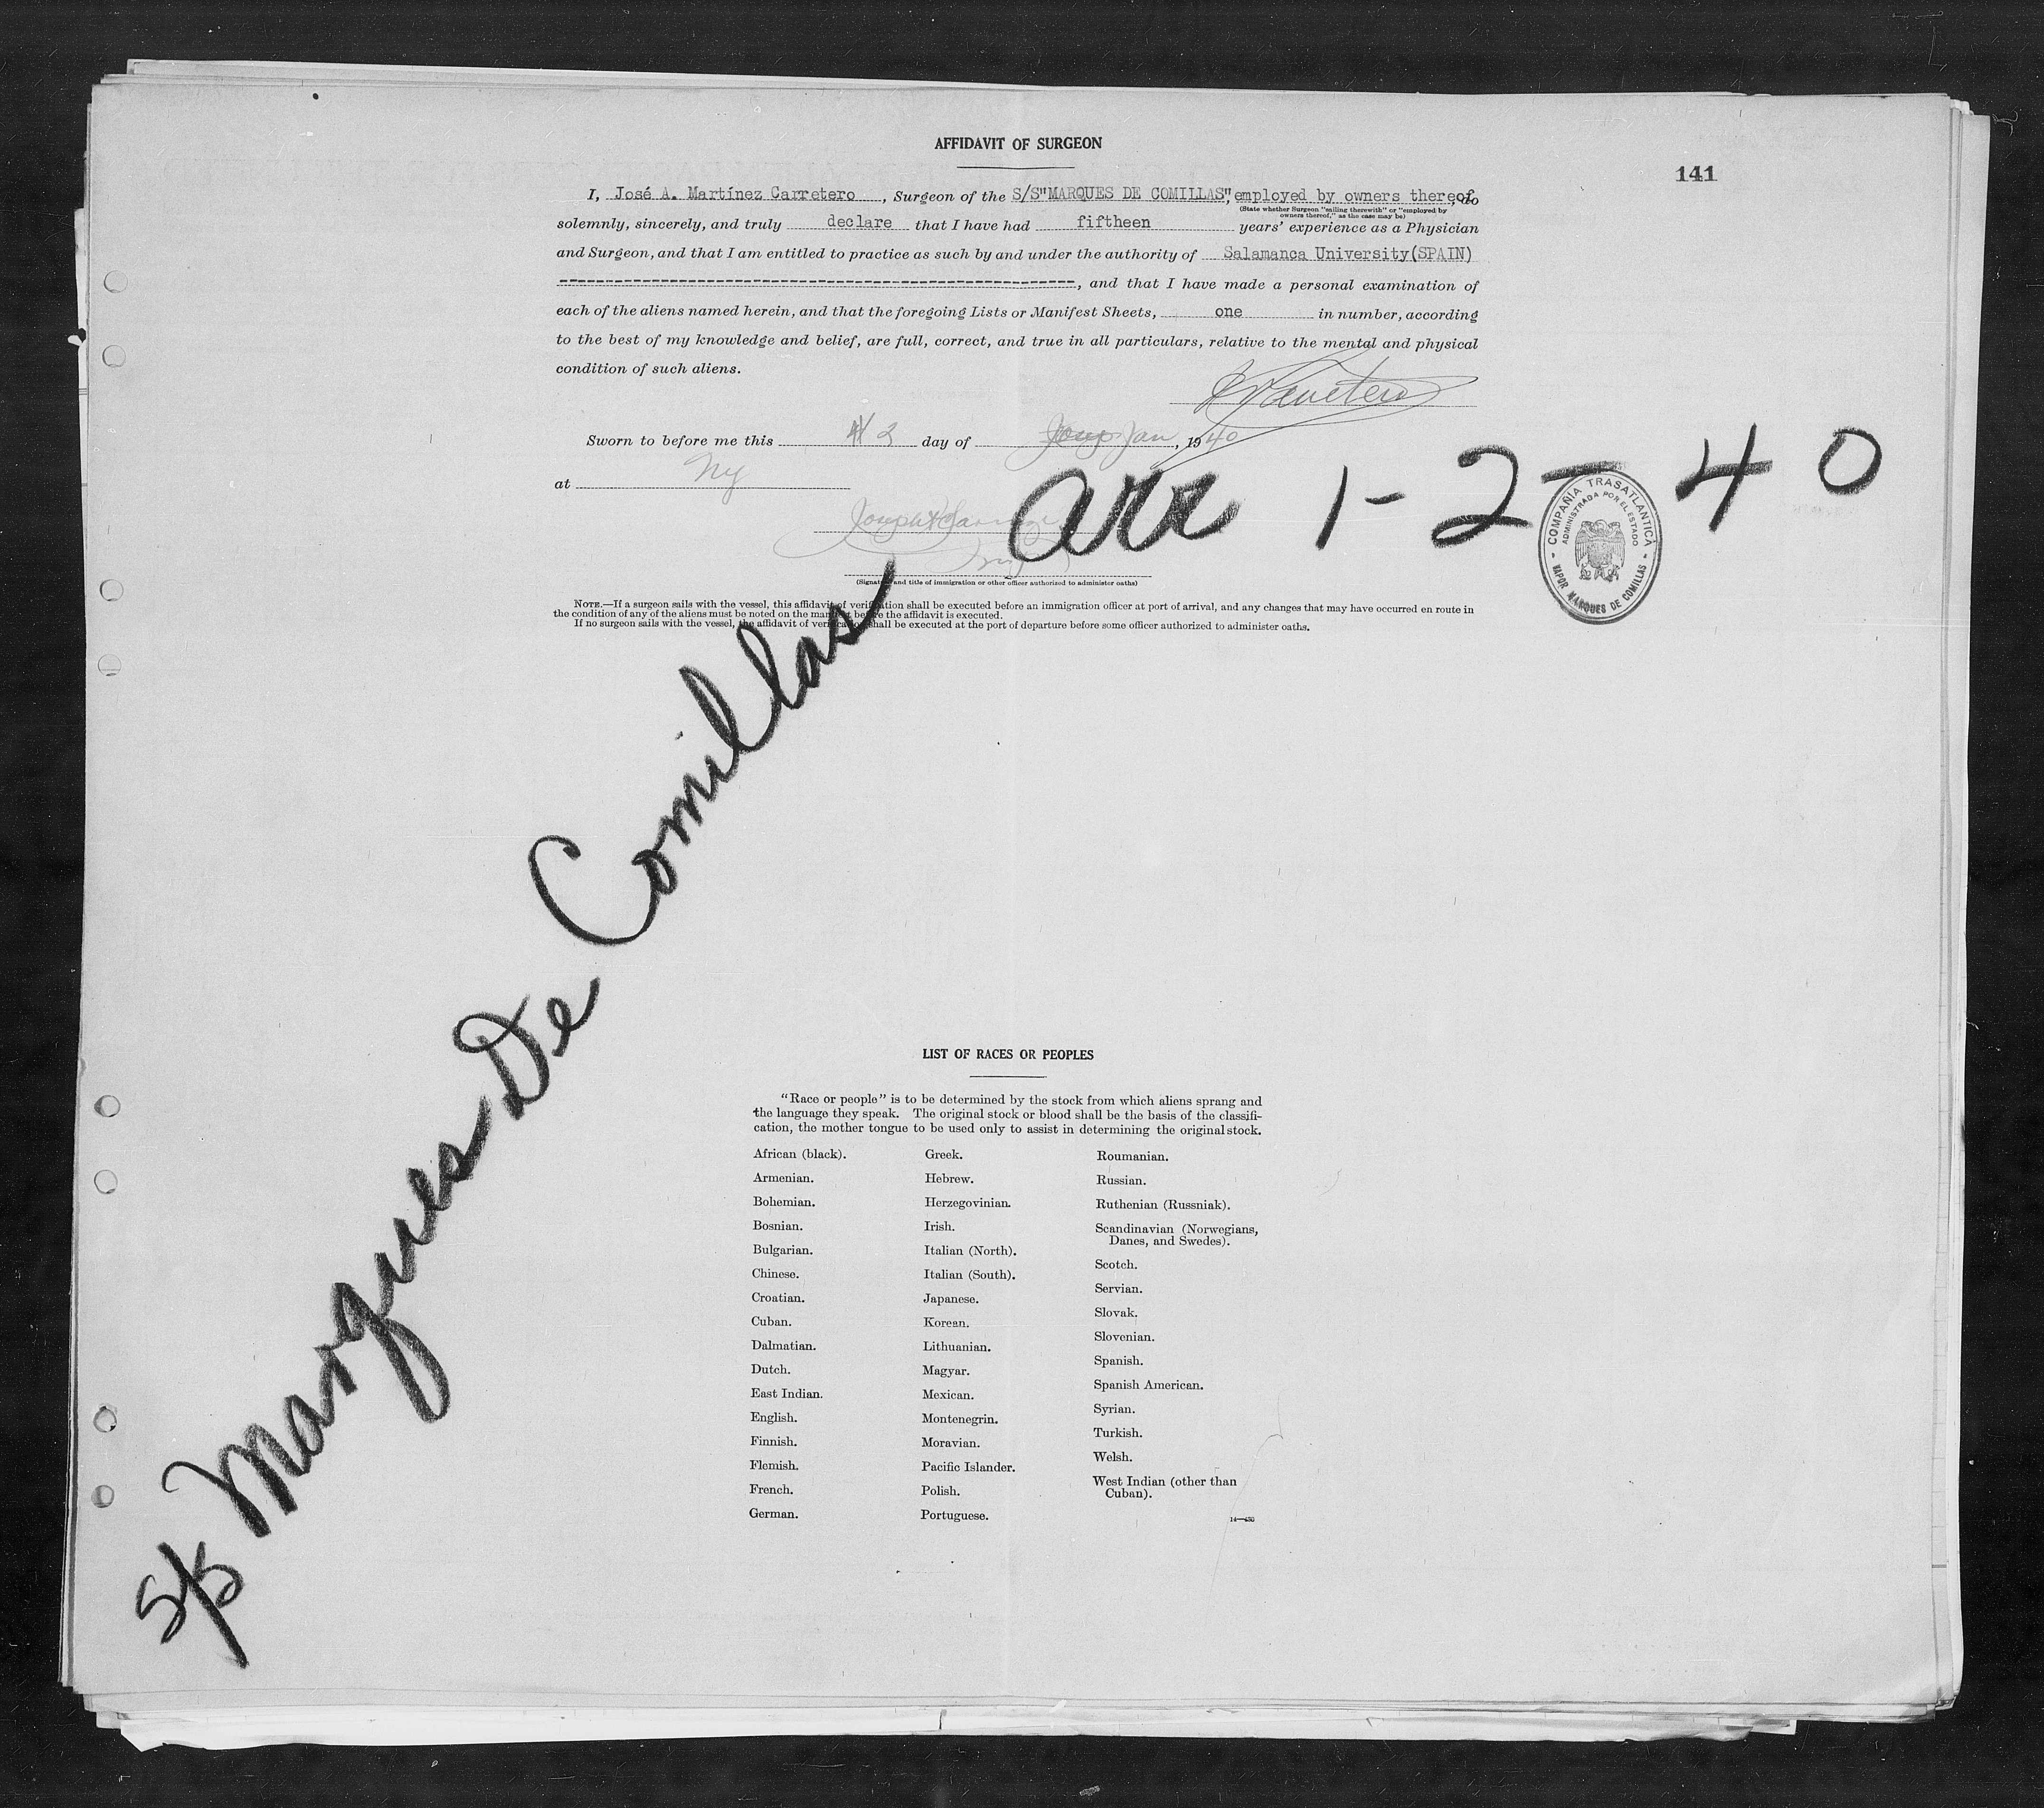 AFFIDAVIT OF SURGEON
141
I, José A. Martínez Carretero, Surgeon of the S/S"MARQUES DE COMILLAS", employed by owners thereof, do
(State whether Surgeon "sailing therewith" or "employed by
owners thereof," as the case may be)
solemnly, sincerely, and truly declare that I have had fiftheen years' experience as a Physician
and Surgeon, and that I am entitled to practice as such by and under the authority of Salamanca University(SPAIN)
, and that I have made a personal examination of
each of the aliens named herein, and that the foregoing Lists or Manifest Sheets, one in number, according
to the best of my knowledge and belief, are full, correct, and true in all particulars, relative to the mental and physical
condition of such aliens.
Carretero
Sworn to before me this 2 day of Jan, 1940
at NY
arr 1-2-40
COMPAÑIA TRASATLANTICA
ADMINISTRADA POR EL ESTADO
- VAPOR MARQUES DE COMILLAS -
Joseph
(Signature and title of immigration or other officer authorized to administer oaths)
NOTE.—If a surgeon sails with the vessel, this affidavit of verification shall be executed before an immigration officer at port of arrival, and any changes that may have occurred en route in
the condition of any of the aliens must be noted on the manifest before the affidavit is executed.
If no surgeon sails with the vessel, the affidavit of verification shall be executed at the port of departure before some officer authorized to administer oaths.
S/S Marques De Comillas
LIST OF RACES OR PEOPLES
"Race or people" is to be determined by the stock from which aliens sprang and
the language they speak. The original stock or blood shall be the basis of the classifi-
cation, the mother tongue to be used only to assist in determining the original stock.
African (black).
Armenian.
Bohemian.
Bosnian.
Bulgarian.
Chinese.
Croatian.
Cuban.
Dalmatian.
Dutch.
East Indian.
English.
Finnish.
Flemish.
French.
German.
Greek.
Hebrew.
Herzegovinian.
Irish.
Italian (North).
Italian (South).
Japanese.
Korean.
Lithuanian.
Magyar.
Mexican.
Montenegrin.
Moravian.
Pacific Islander.
Polish.
Portuguese.
Roumanian.
Russian.
Ruthenian (Russniak).
Scandinavian (Norwegians,
Danes, and Swedes).
Scotch.
Servian.
Slovak.
Slovenian.
Spanish.
Spanish American.
Syrian.
Turkish.
Welsh.
West Indian (other than
Cuban).